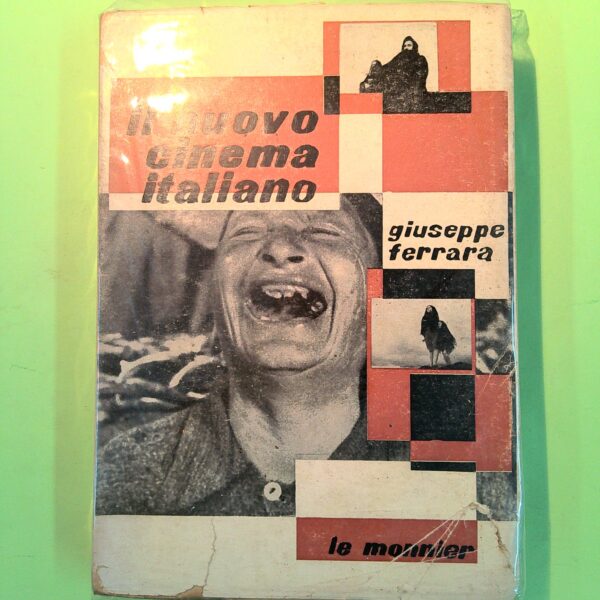 il nuovo
cinema
italiano
giuseppe
ferrara
le monnier